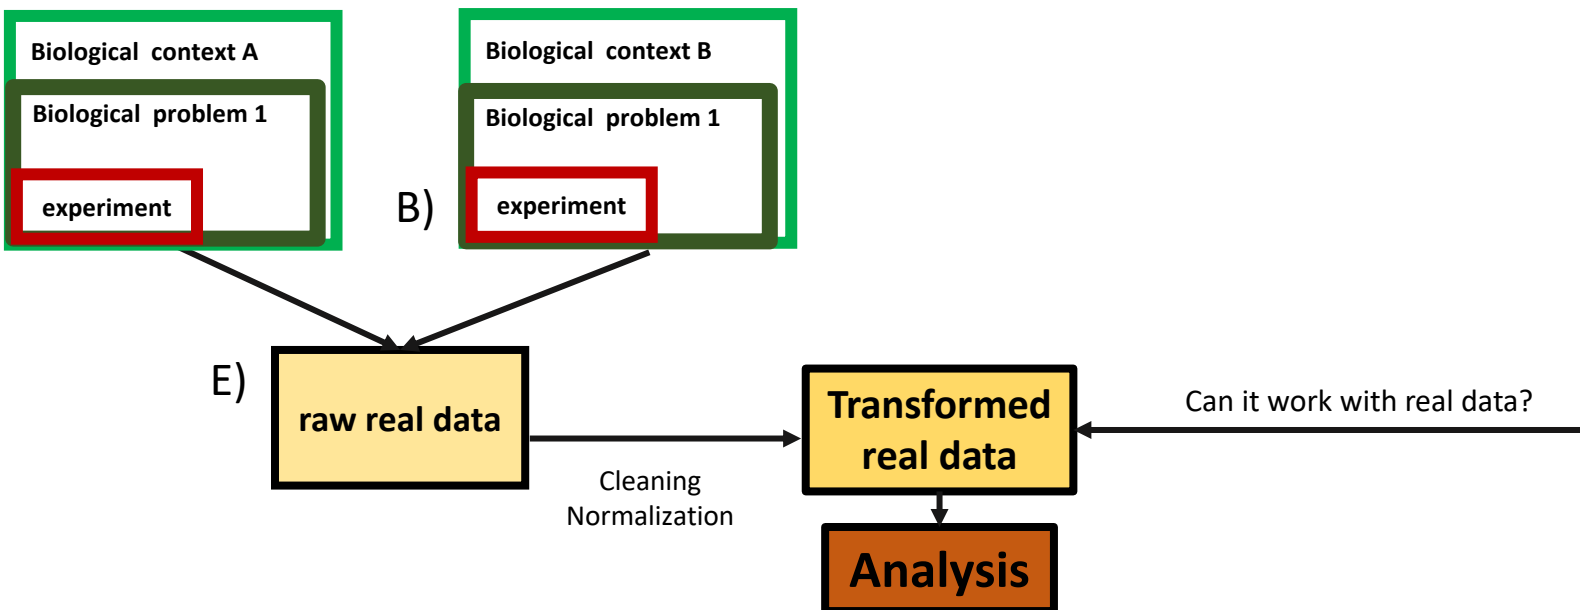 Biological context A
Biological problem 1
experiment
B)
Biological context B
Biological problem 1
experiment
E)
raw real data
Cleaning
Normalization
Transformed
real data
Can it work with real data?
Analysis